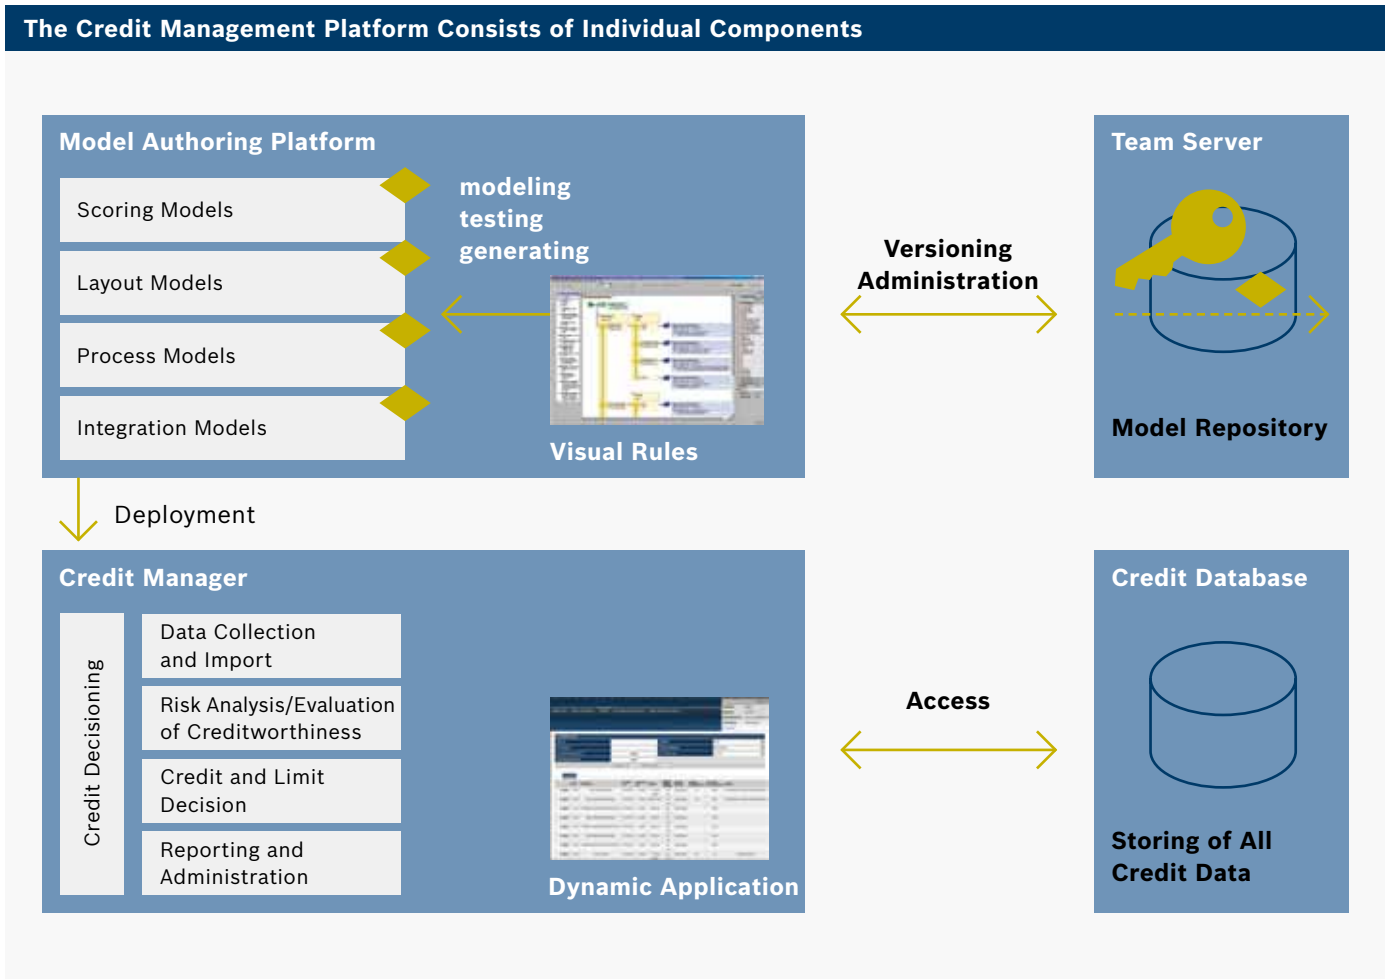 The Credit Management Platform Consists of Individual Components
Model Authoring Platform
Scoring Models
Layout Models
Process Models
Integration Models
modeling
testing
generating
Visual Rules
Versioning
Administration
Team Server
Model Repository
Deployment
Credit Manager
Credit Decisioning
Data Collection
and Import
Risk Analysis/Evaluation
of Creditworthiness
Credit and Limit
Decision
Reporting and
Administration
Dynamic Application
Access
Credit Database
Storing of All
Credit Data